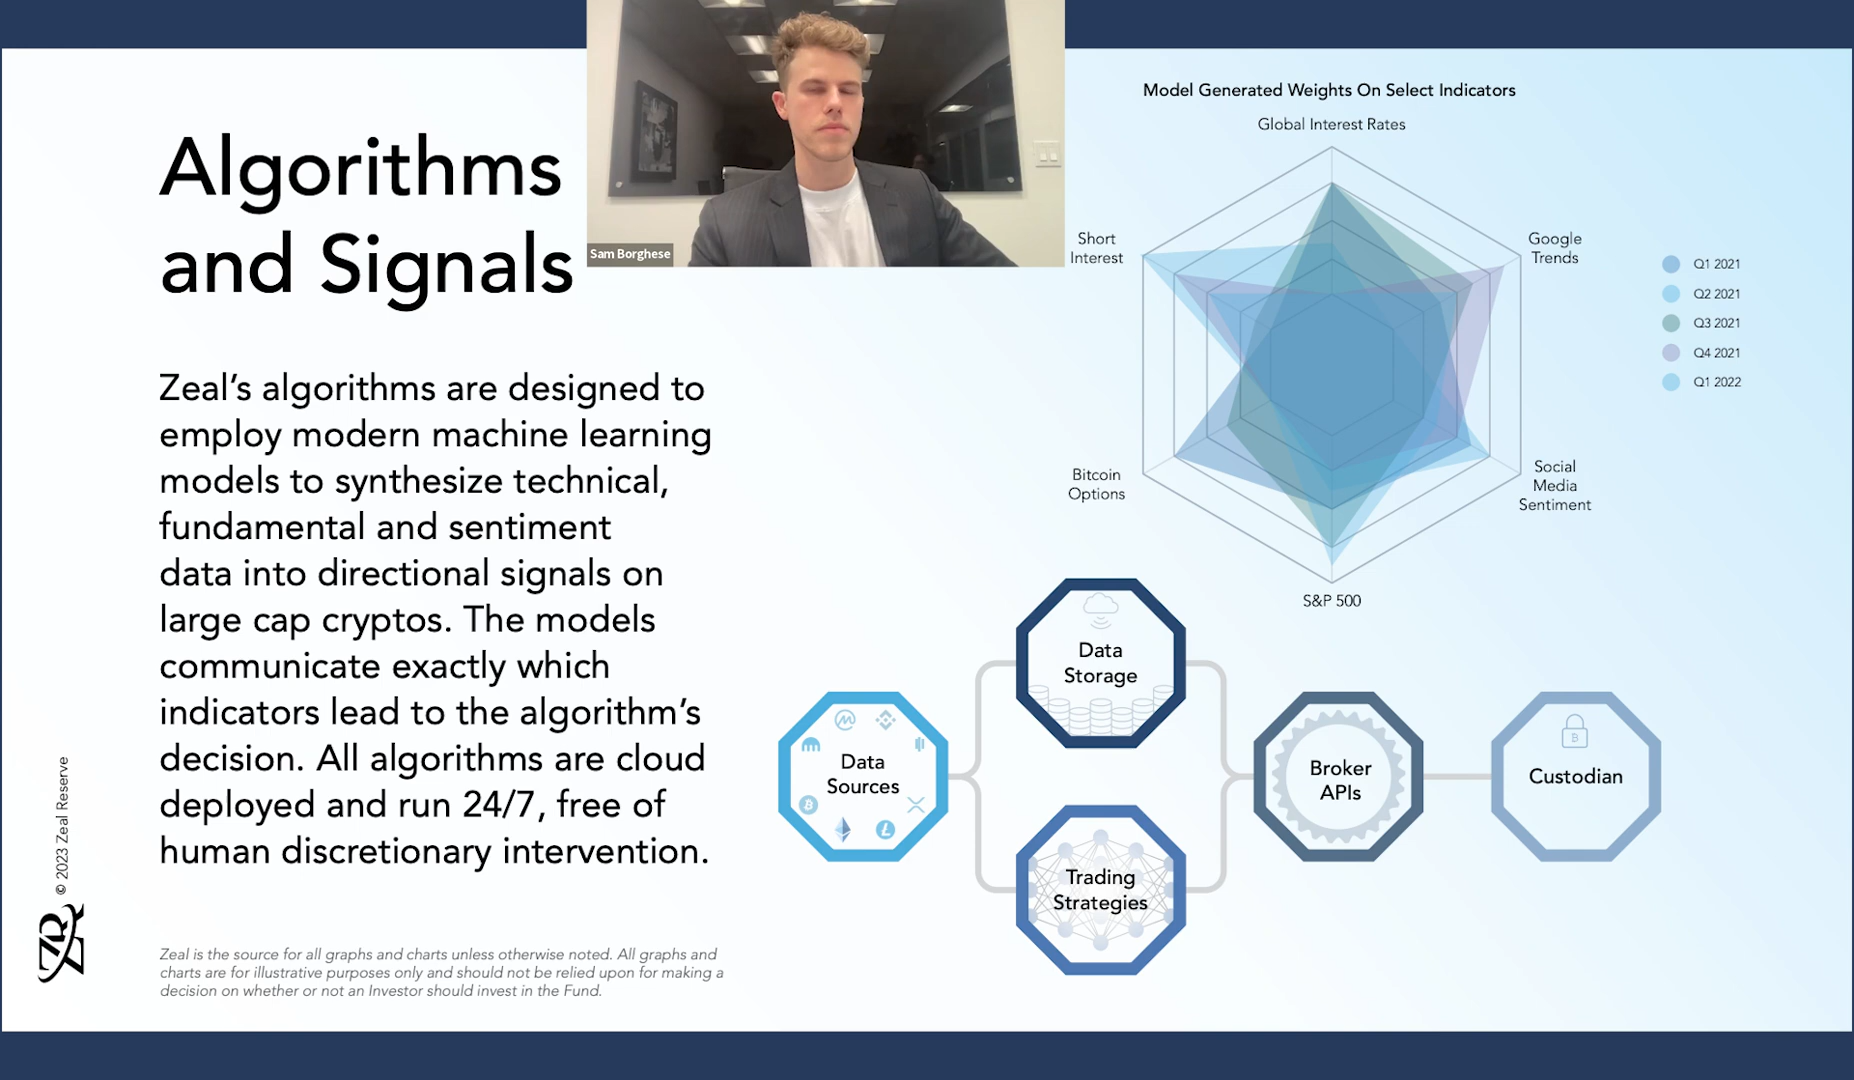 Algorithms
and Signals
Sam Borghese
Zeal’s algorithms are designed to
employ modern machine learning
models to synthesize technical,
fundamental and sentiment
data into directional signals on
large cap cryptos. The models
communicate exactly which
indicators lead to the algorithm’s
decision. All algorithms are cloud
deployed and run 24/7, free of
human discretionary intervention.
Zeal is the source for all graphs and charts unless otherwise noted. All graphs and
charts are for illustrative purposes only and should not be relied upon for making a
decision on whether or not an Investor should invest in the Fund.
© 2023 Zeal Reserve
ZR
Model Generated Weights On Select Indicators
Global Interest Rates
Short
Interest
Google
Trends
Bitcoin
Options
Social
Media
Sentiment
S&P 500
Q1 2021
Q2 2021
Q3 2021
Q4 2021
Q1 2022
Data
Sources
Data
Storage
Trading
Strategies
Broker
APIs
Custodian